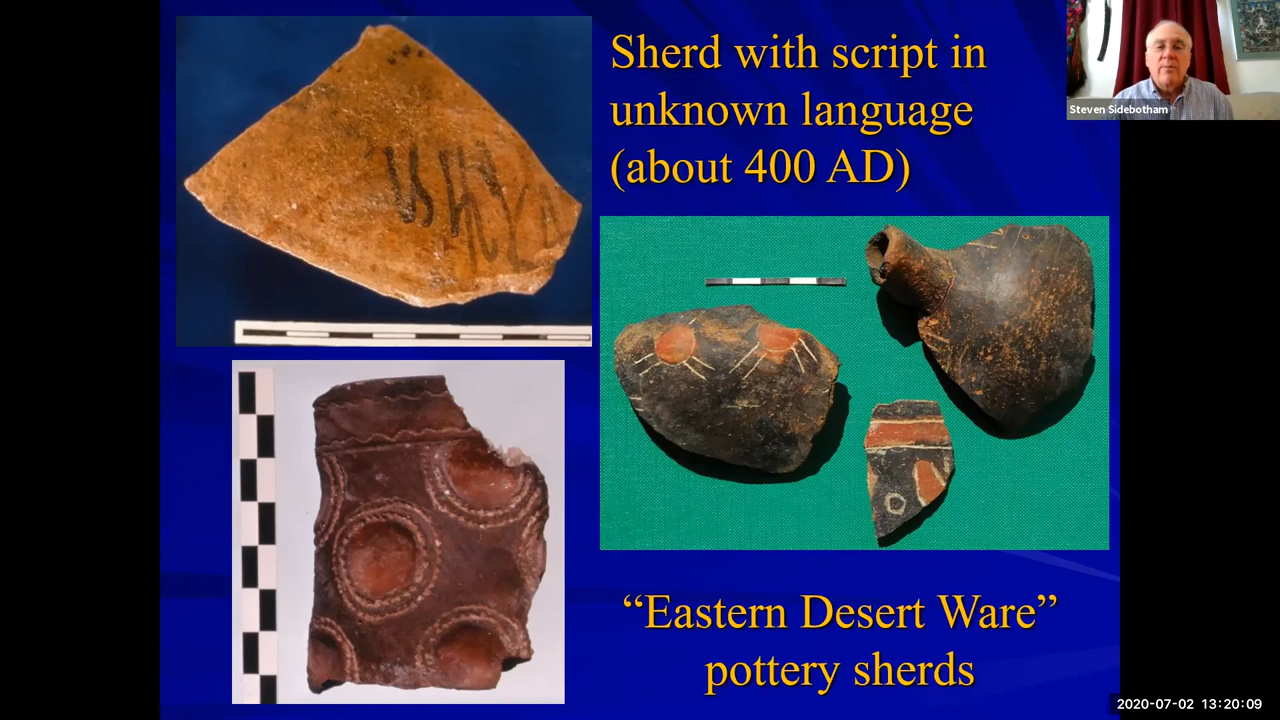 Sherd with script in
unknown language
(about 400 AD)
Steven Sidebotham
“Eastern Desert Ware”
pottery sherds
2020-07-02 13:20:09